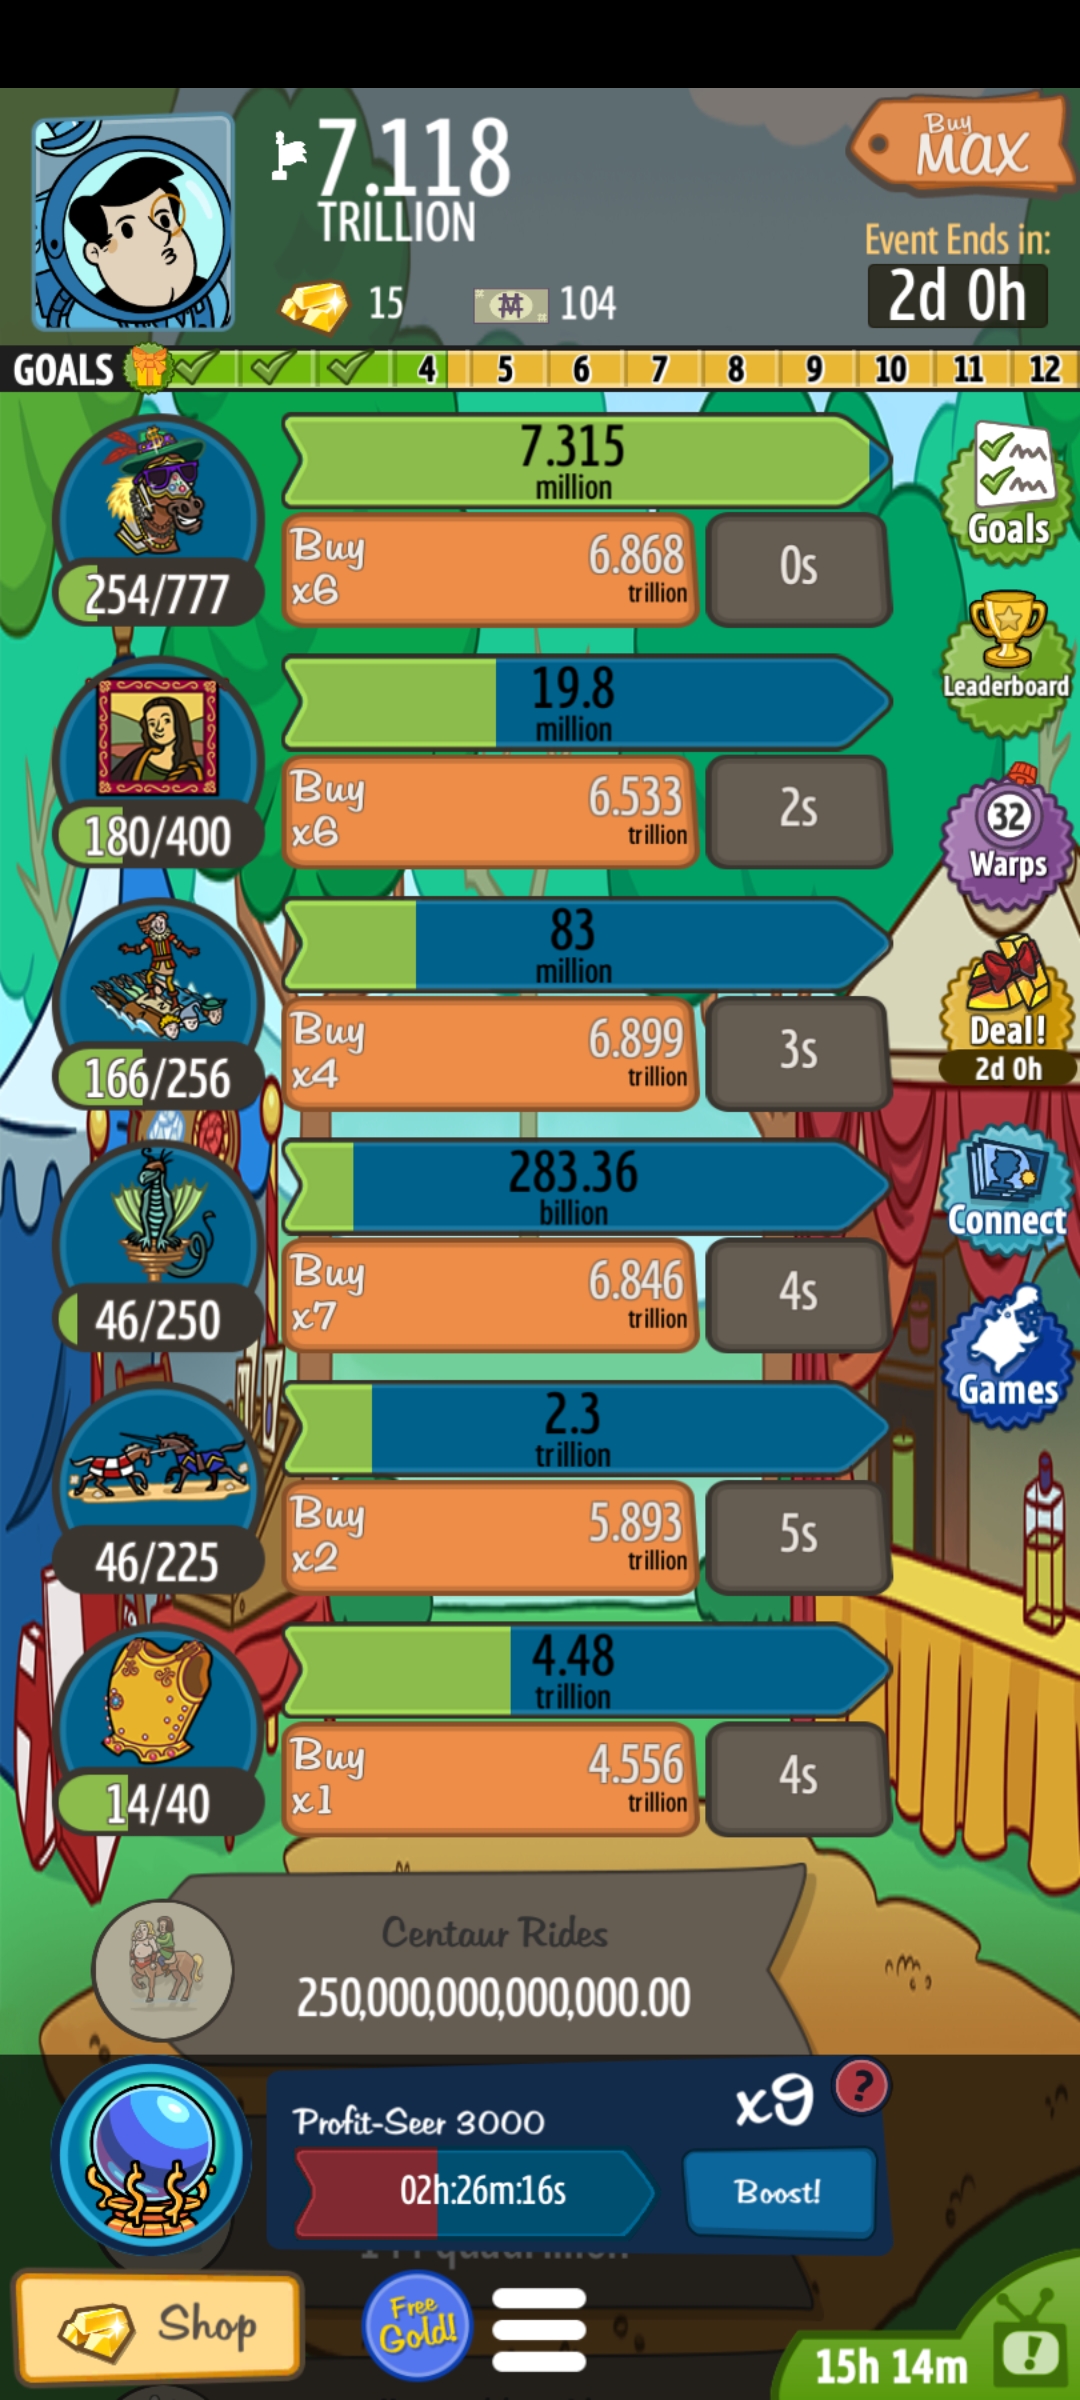 7.118
TRILLION
Buy
MAX
Event Ends in:
2d 0h
15
104
GOALS 4 5 6 7 8 9 10 11 12
7.315
million
Buy
x6
6.868
trillion
0s
254/777
Goals
19.8
million
Buy
x6
6.533
trillion
2s
180/400
Leaderboard
32
Warps
83
million
Buy
x4
6.899
trillion
3s
166/256
Deal!
2d 0h
283.36
billion
Buy
x7
6.846
trillion
4s
46/250
Connect
Games
2.3
trillion
Buy
x2
5.893
trillion
5s
46/225
4.48
trillion
Buy
x1
4.556
trillion
4s
14/40
Centaur Rides
250,000,000,000,000.00
Profit-Seer 3000
x9
?
02h:26m:16s
Boost!
Shop
Free
Gold!
15h 14m
!